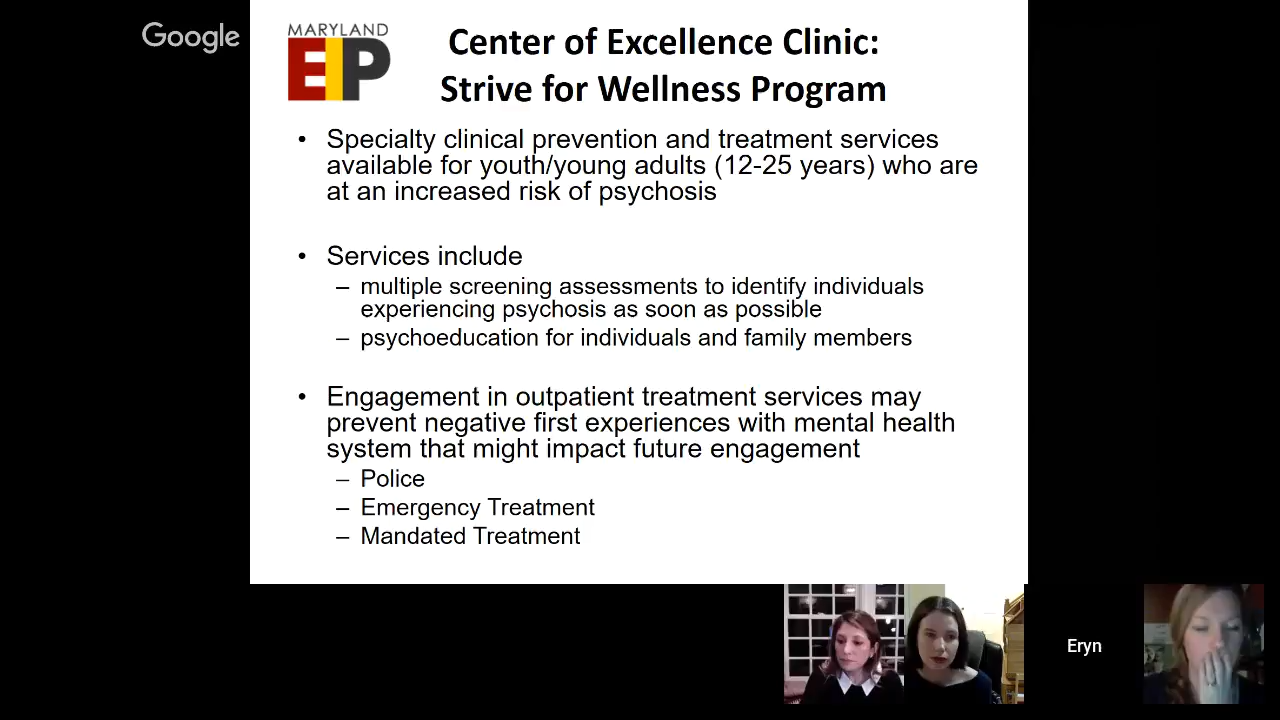 Google
MARYLAND
EIP
Center of Excellence Clinic:
Strive for Wellness Program
• Specialty clinical prevention and treatment services
available for youth/young adults (12-25 years) who are
at an increased risk of psychosis
• Services include
– multiple screening assessments to identify individuals
experiencing psychosis as soon as possible
– psychoeducation for individuals and family members
• Engagement in outpatient treatment services may
prevent negative first experiences with mental health
system that might impact future engagement
– Police
– Emergency Treatment
– Mandated Treatment
Eryn